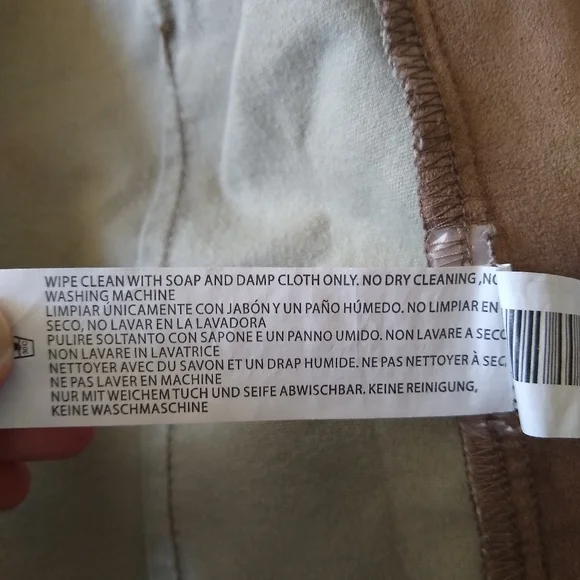 WIPE CLEAN WITH SOAP AND DAMP CLOTH ONLY. NO DRY CLEANING ,NO
WASHING MACHINE
LIMPIAR ÚNICAMENTE CON JABÓN Y UN PAÑO HÚMEDO. NO LIMPIAR EN
SECO, NO LAVAR EN LA LAVADORA
PULIRE SOLTANTO CON SAPONE E UN PANNO UMIDO. NON LAVARE A SECC
NON LAVARE IN LAVATRICE
NETTOYER AVEC DU SAVON ET UN DRAP HUMIDE. NE PAS NETTOYER À SEC,
NE PAS LAVER EN MACHINE
NUR MIT WEICHEM TUCH UND SEIFE ABWISCHBAR. KEINE REINIGUNG,
KEINE WASCHMASCHINE